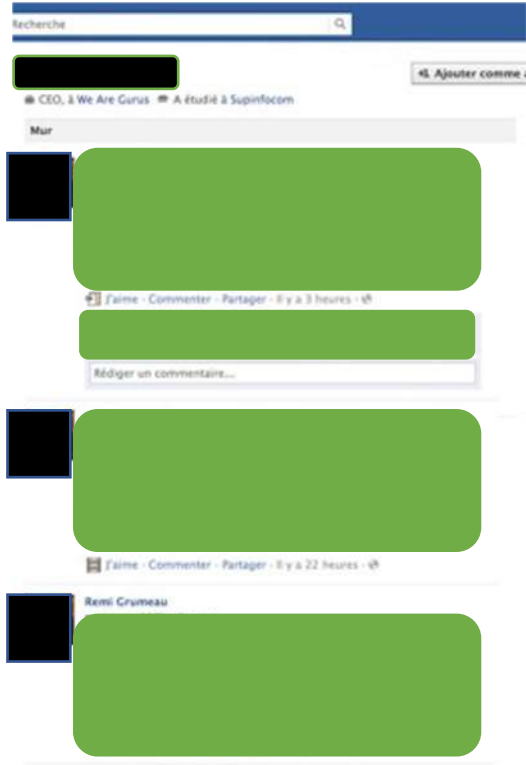 Recherche
Ajouter comme a
CEO, à We Are Gurus A étudié à Supinfocom
Mur
J'aime · Commenter · Partager · Il y a 3 heures ·
Rédiger un commentaire...
J'aime · Commenter · Partager · Il y a 22 heures ·
Remi Grumeau